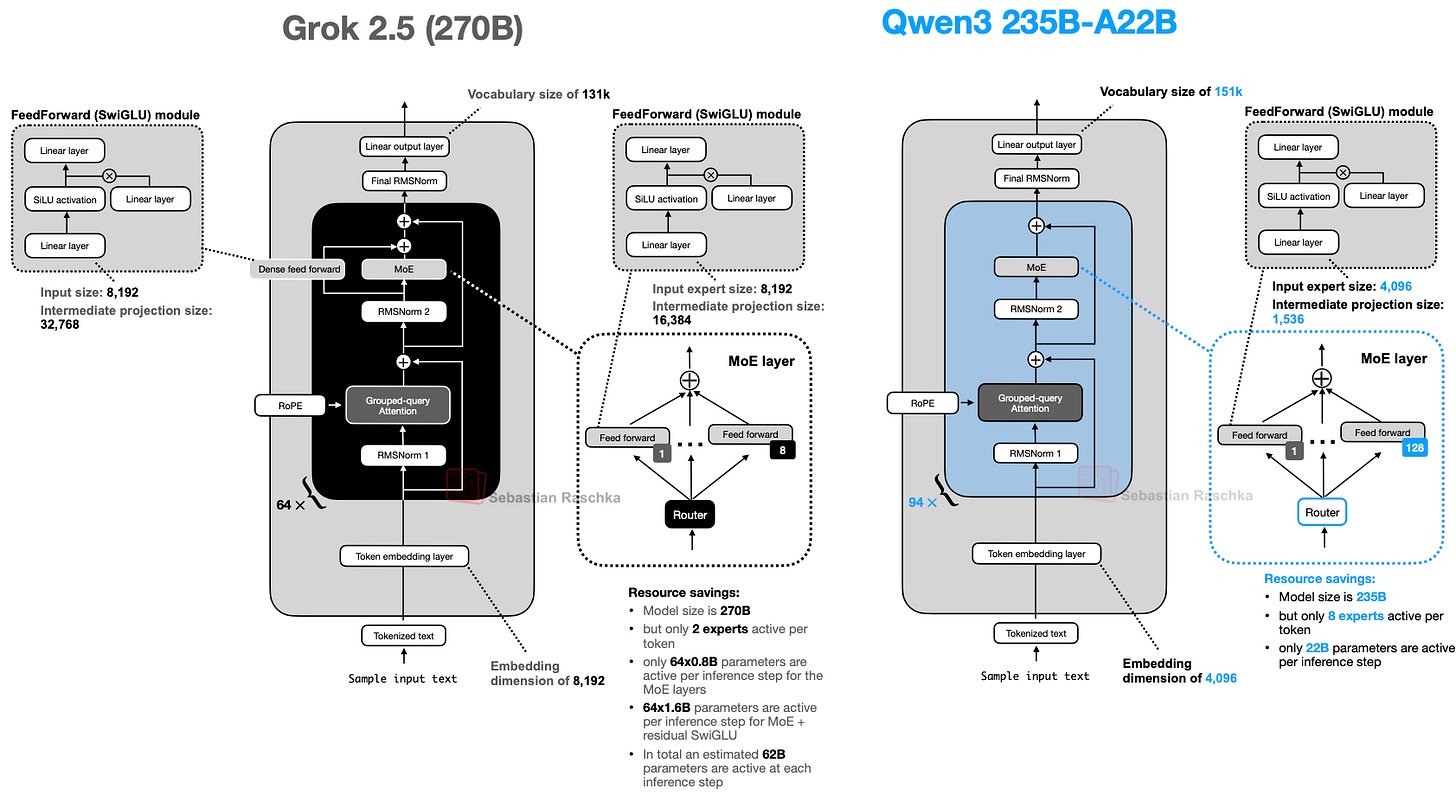 Grok 2.5 (270B)
Vocabulary size of 131k
FeedForward (SwiGLU) module
Linear layer
SiLU activation
Linear layer
Linear layer
Input size: 8,192
Intermediate projection size:
32,768
Linear output layer
Final RMSNorm
Dense feed forward
MoE
RMSNorm 2
RoPE
Grouped-query
Attention
RMSNorm 1
64 ×
Token embedding layer
Tokenized text
Sample input text
Embedding
dimension of 8,192
FeedForward (SwiGLU) module
Linear layer
SiLU activation
Linear layer
Linear layer
Input expert size: 8,192
Intermediate projection size:
16,384
MoE layer
Feed forward
1
...
Feed forward
8
Router
Sebastian Raschka
Resource savings:
• Model size is 270B
• but only 2 experts active per
token
• only 64x0.8B parameters are
active per inference step for the
MoE layers
• 64x1.6B parameters are active
per inference step for MoE +
residual SwiGLU
• In total an estimated 62B
parameters are active at each
inference step
Qwen3 235B-A22B
Vocabulary size of 151k
Linear output layer
Final RMSNorm
MoE
RMSNorm 2
RoPE
Grouped-query
Attention
RMSNorm 1
94 ×
Token embedding layer
Tokenized text
Sample input text
Embedding
dimension of 4,096
FeedForward (SwiGLU) module
Linear layer
SiLU activation
Linear layer
Linear layer
Input expert size: 4,096
Intermediate projection size:
1,536
MoE layer
Feed forward
1
...
Feed forward
128
Router
Sebastian Raschka
Resource savings:
• Model size is 235B
• but only 8 experts active per
token
• only 22B parameters are active
per inference step